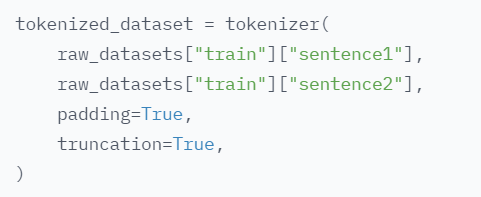 tokenized_dataset = tokenizer(
    raw_datasets["train"]["sentence1"],
    raw_datasets["train"]["sentence2"],
    padding=True,
    truncation=True,
)